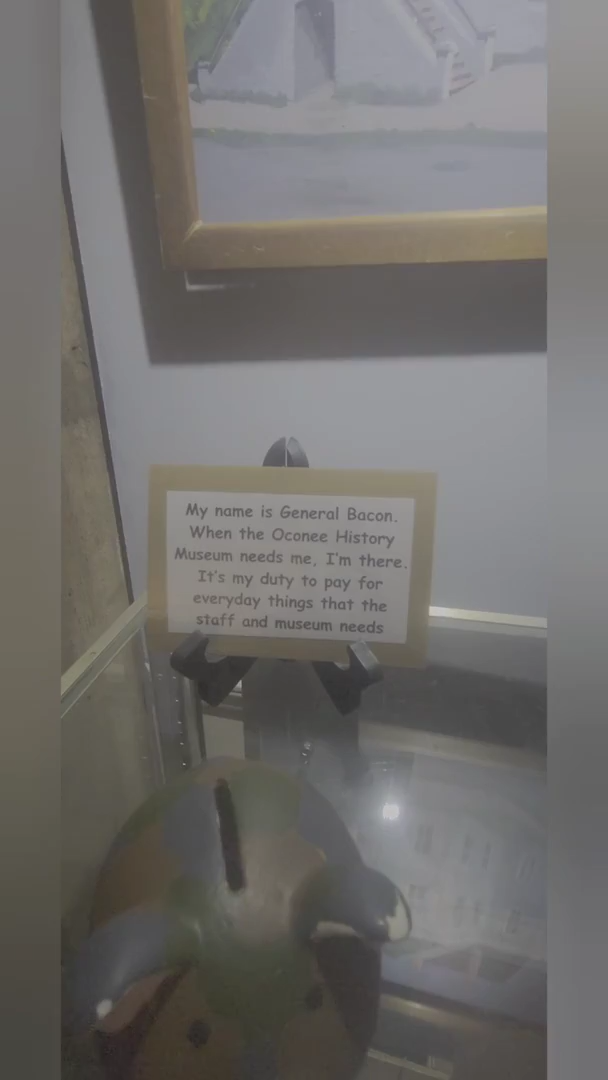 My name is General Bacon.
When the Oconee History
Museum needs me, I'm there.
It's my duty to pay for
everyday things that the
staff and museum needs